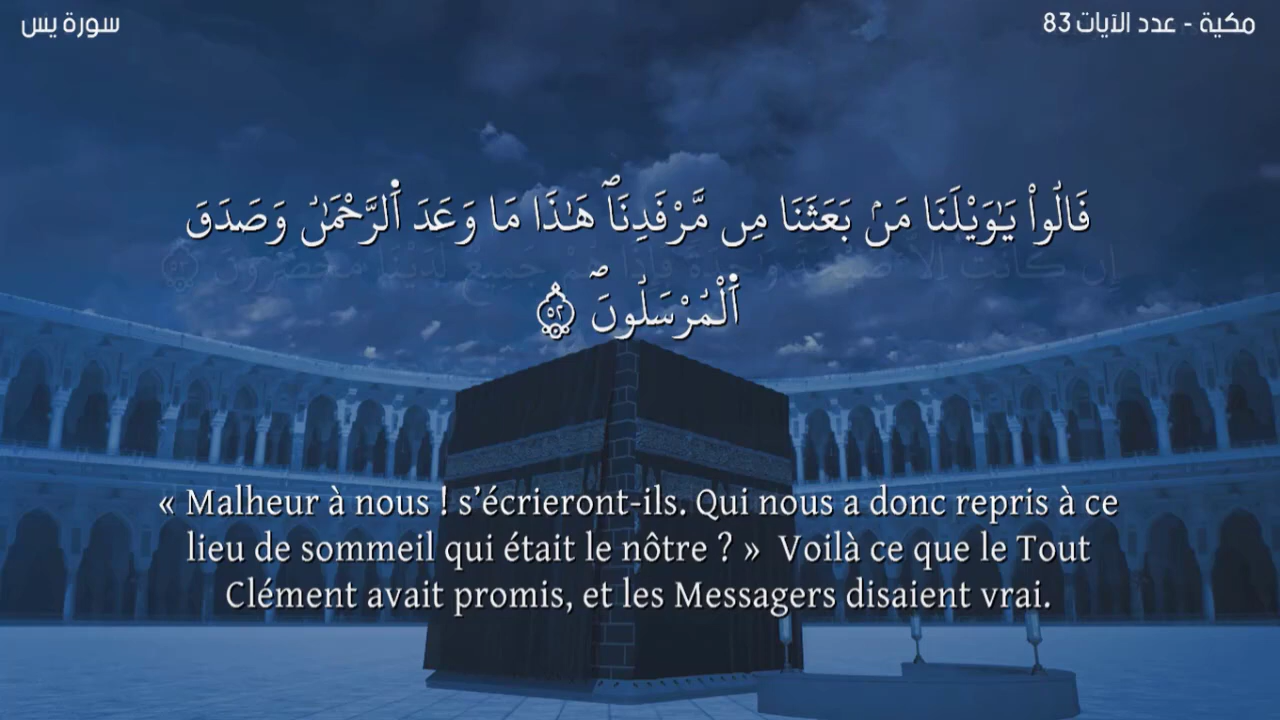 سورة يس
مكية - عدد الآيات 83
قَالُوا۟ يَـٰوَيْلَنَا مَنۢ بَعَثَنَا مِن مَّرْقَدِنَا ۗ هَـٰذَا مَا وَعَدَ ٱلرَّحْمَـٰنُ وَصَدَقَ
ٱلْمُرْسَلُونَ ۝٥٢
« Malheur à nous ! s’écrieront-ils. Qui nous a donc repris à ce
lieu de sommeil qui était le nôtre ? » Voilà ce que le Tout
Clément avait promis, et les Messagers disaient vrai.